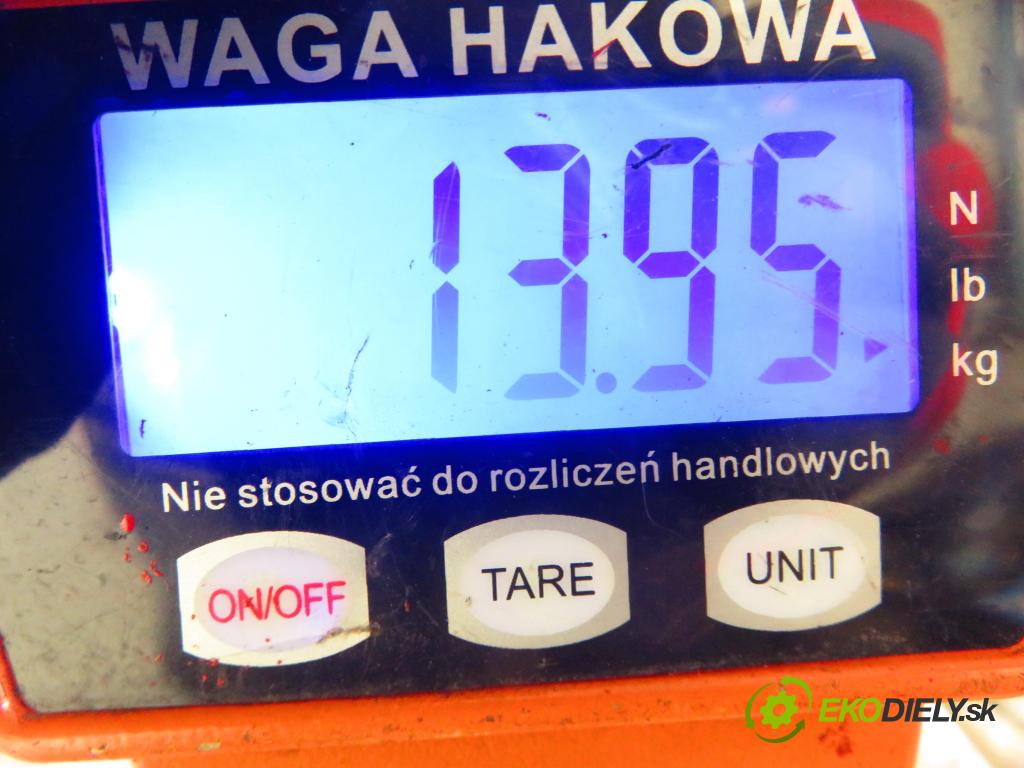 WAGA HAKOWA
13.95
N
lb
kg
Nie stosować do rozliczeń handlowych
ON/OFF
TARE
UNIT
EKODIELY.sk